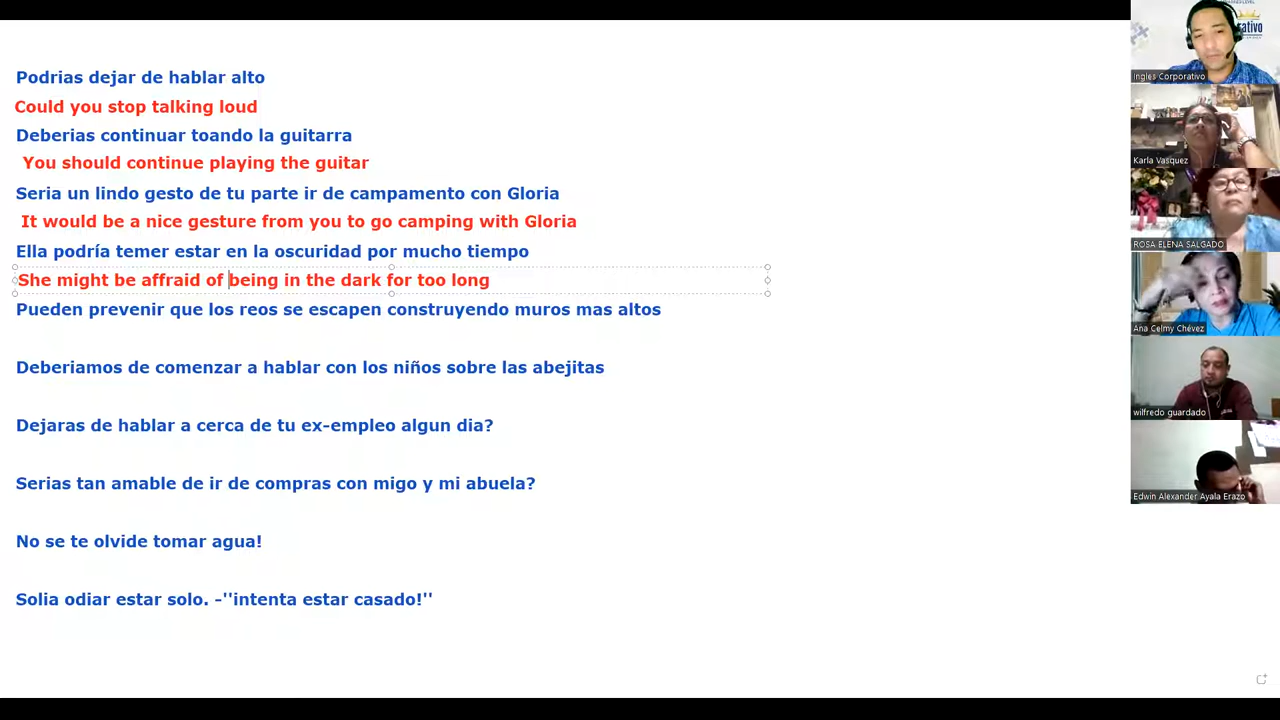 Podrias dejar de hablar alto
Could you stop talking loud
Deberias continuar toando la guitarra
You should continue playing the guitar
Seria un lindo gesto de tu parte ir de campamento con Gloria
It would be a nice gesture from you to go camping with Gloria
Ella podría temer estar en la oscuridad por mucho tiempo
She might be affraid of being in the dark for too long
Pueden prevenir que los reos se escapen construyendo muros mas altos
Deberiamos de comenzar a hablar con los niños sobre las abejitas
Dejaras de hablar a cerca de tu ex-empleo algun dia?
Serias tan amable de ir de compras con migo y mi abuela?
No se te olvide tomar agua!
Solia odiar estar solo. -''intenta estar casado!''
Ingles Corporativo
Karla Vasquez
ROSA ELENA SALGADO
Ana Celmy Chévez
wilfredo guardado
Edwin Alexander Ayala Erazo